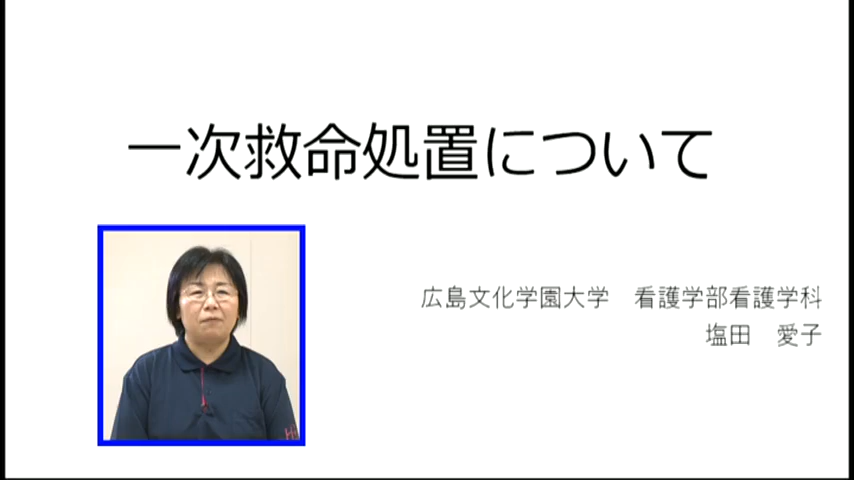 一次救命処置について
広島文化学園大学　看護学部看護学科
塩田　愛子